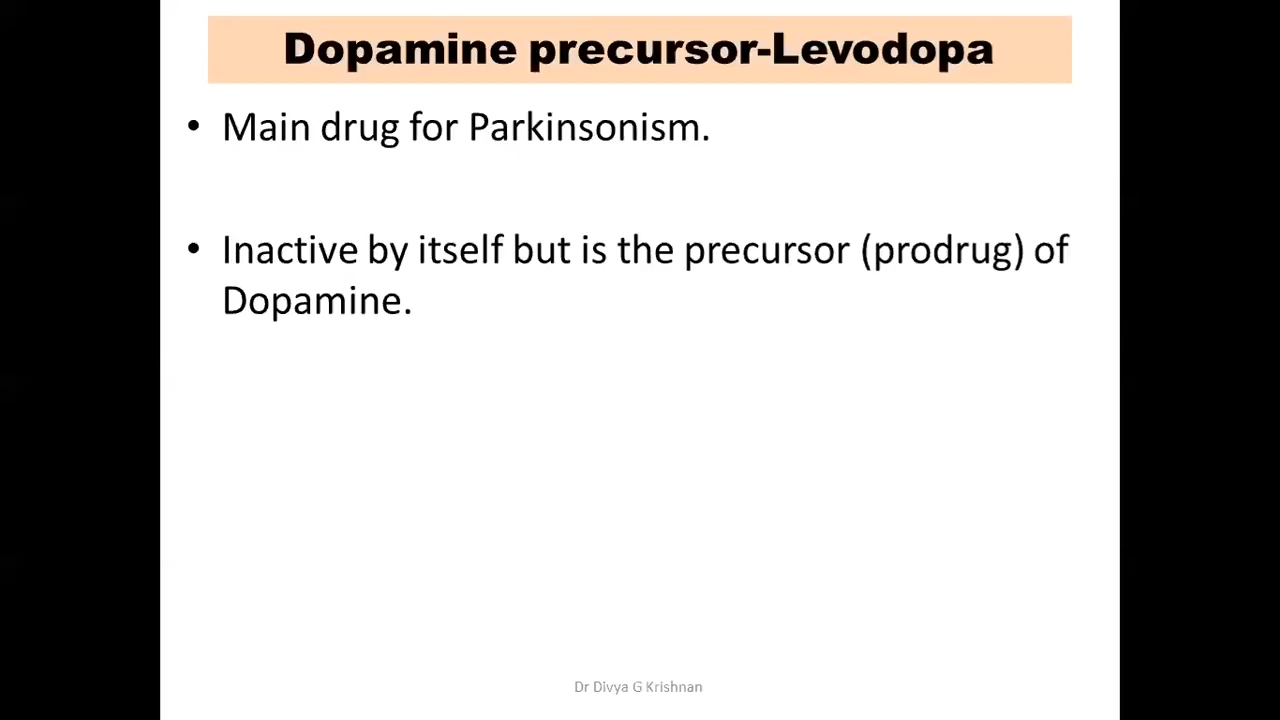 Dopamine precursor-Levodopa
• Main drug for Parkinsonism.
• Inactive by itself but is the precursor (prodrug) of
Dopamine.
Dr Divya G Krishnan